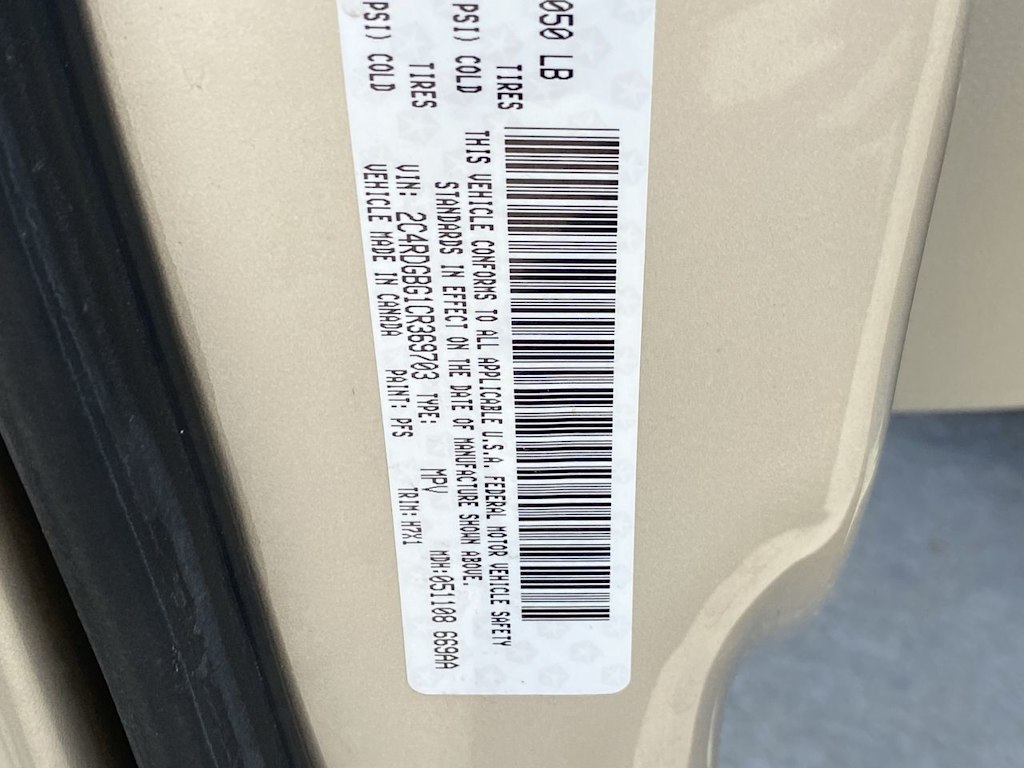 050 LB
TIRES
PSI) COLD
TIRES
PSI) COLD
THIS VEHICLE CONFORMS TO ALL APPLICABLE U.S.A. FEDERAL MOTOR VEHICLE SAFETY
STANDARDS IN EFFECT ON THE DATE OF MANUFACTURE SHOWN ABOVE.
VIN: 2C4RDGBG1CR369703 TYPE: MPV MDH:051108 669AA
VEHICLE MADE IN CANADA PAINT: PFS TRIM: H7X1